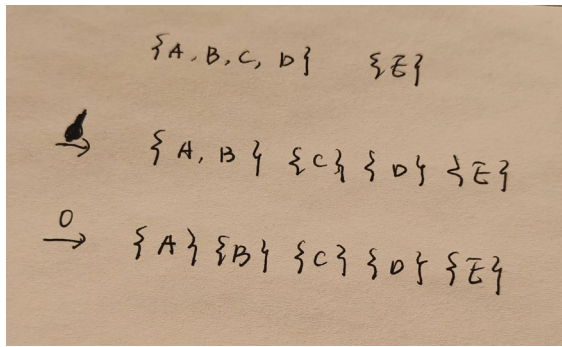 {A, B, C, D} {E}
→ {A, B} {C} {D} {E}
0
→ {A} {B} {C} {D} {E}